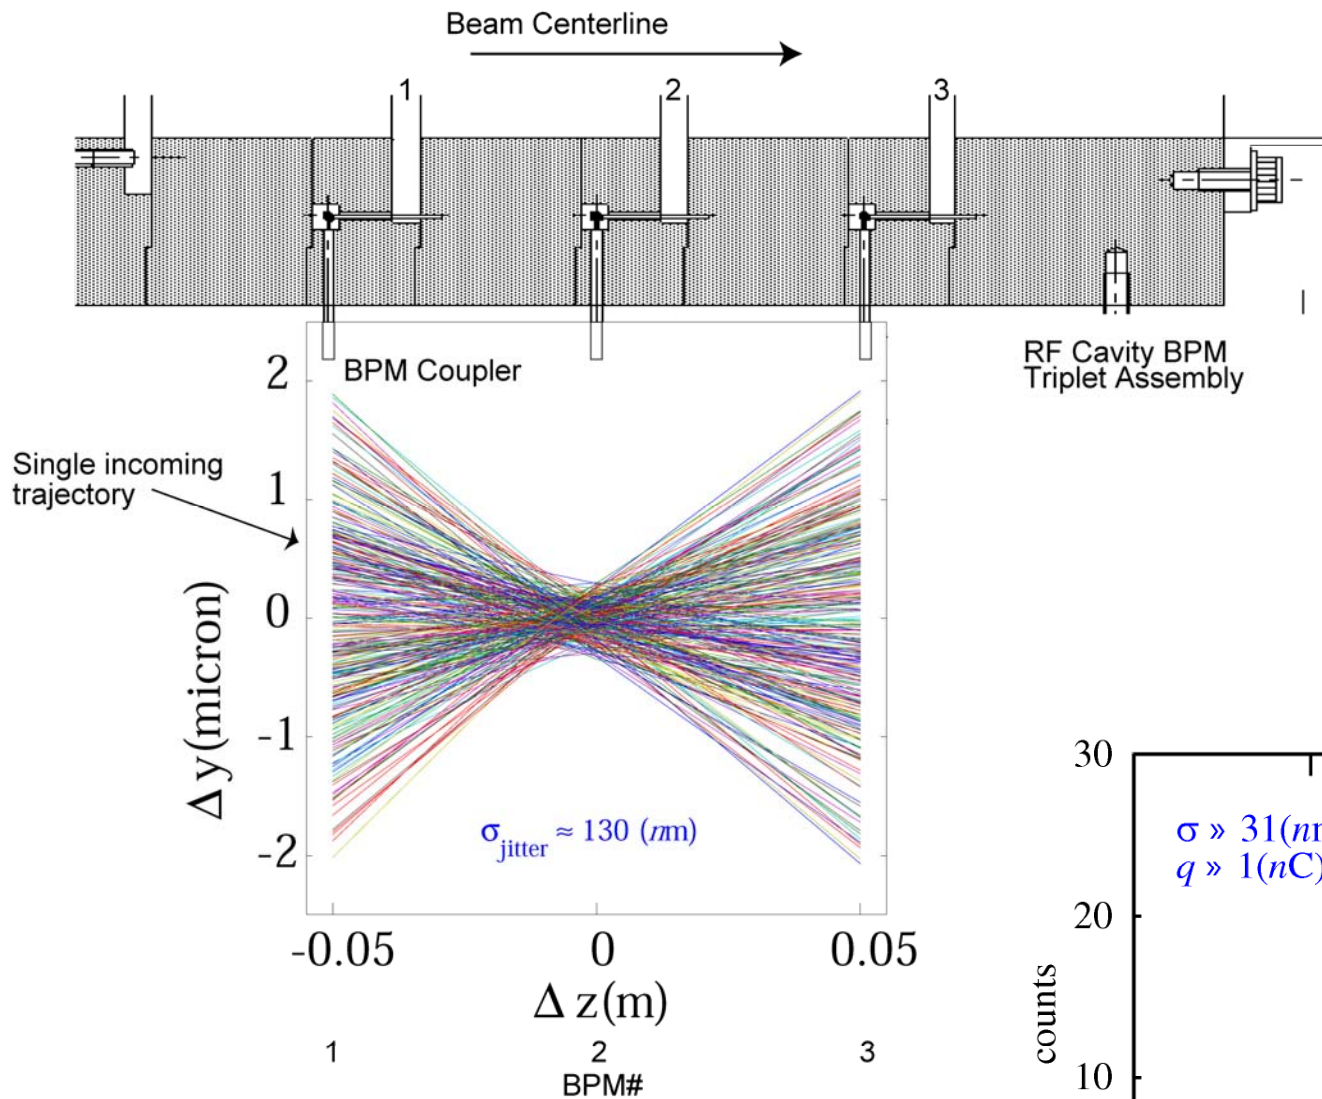 Beam Centerline
1 2 3
BPM Coupler
RF Cavity BPM
Triplet Assembly
Single incoming
trajectory
2
1
0
-1
-2
Δy(micron)
σjitter ≈ 130 (nm)
-0.05 0 0.05
Δ z(m)
1 2 3
BPM#
30
σ » 31(n
q » 1(nC)
20
10
counts